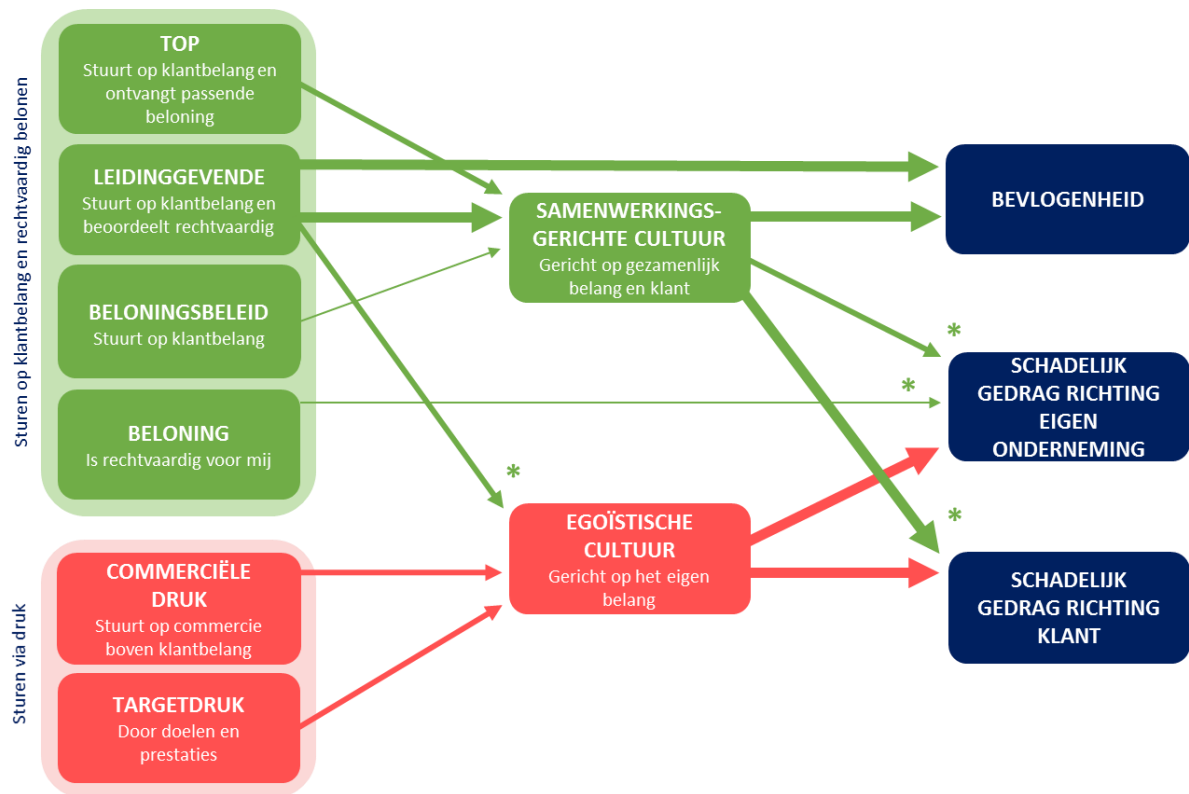 Sturen op klantbelang en rechtvaardig belonen
TOP
Stuurt op klantbelang en
ontvangt passende
beloning
LEIDINGGEVENDE
Stuurt op klantbelang en
beoordeelt rechtvaardig
BELONINGSBELEID
Stuurt op klantbelang
BELONING
Is rechtvaardig voor mij
Sturen via druk
COMMERCIËLE
DRUK
Stuurt op commercie
boven klantbelang
TARGETDRUK
Door doelen en
prestaties
SAMENWERKINGS-
GERICHTE CULTUUR
Gericht op gezamenlijk
belang en klant
*
EGOÏSTISCHE
CULTUUR
Gericht op het eigen
belang
BEVLOGENHEID
*
*
SCHADELIJK
GEDRAG RICHTING
EIGEN
ONDERNEMING
*
SCHADELIJK
GEDRAG RICHTING
KLANT